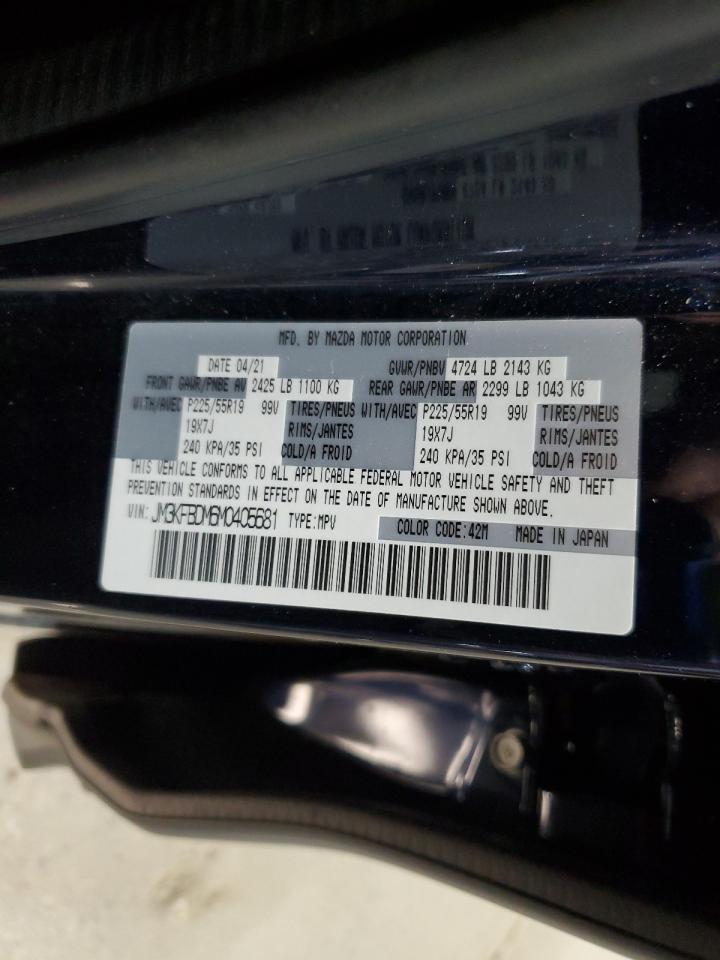 MFD. BY MAZDA MOTOR CORPORATION
DATE 04/21 GVWR/PNBV 4724 LB 2143 KG
FRONT GAWR/PNBE AV 2425 LB 1100 KG REAR GAWR/PNBE AR 2299 LB 1043 KG
WITH/AVEC P225/55R19 99V TIRES/PNEUS WITH/AVEC P225/55R19 99V TIRES/PNEUS
19X7J RIMS/JANTES 19X7J RIMS/JANTES
240 KPA/35 PSI COLD/A FROID 240 KPA/35 PSI COLD/A FROID
THIS VEHICLE CONFORMS TO ALL APPLICABLE FEDERAL MOTOR VEHICLE SAFETY AND THEFT
PREVENTION STANDARDS IN EFFECT ON THE DATE OF MANUFACTURE SHOWN ABOVE.
VIN: JM3KFBDM6M0405681 TYPE:MPV COLOR CODE:42M MADE IN JAPAN